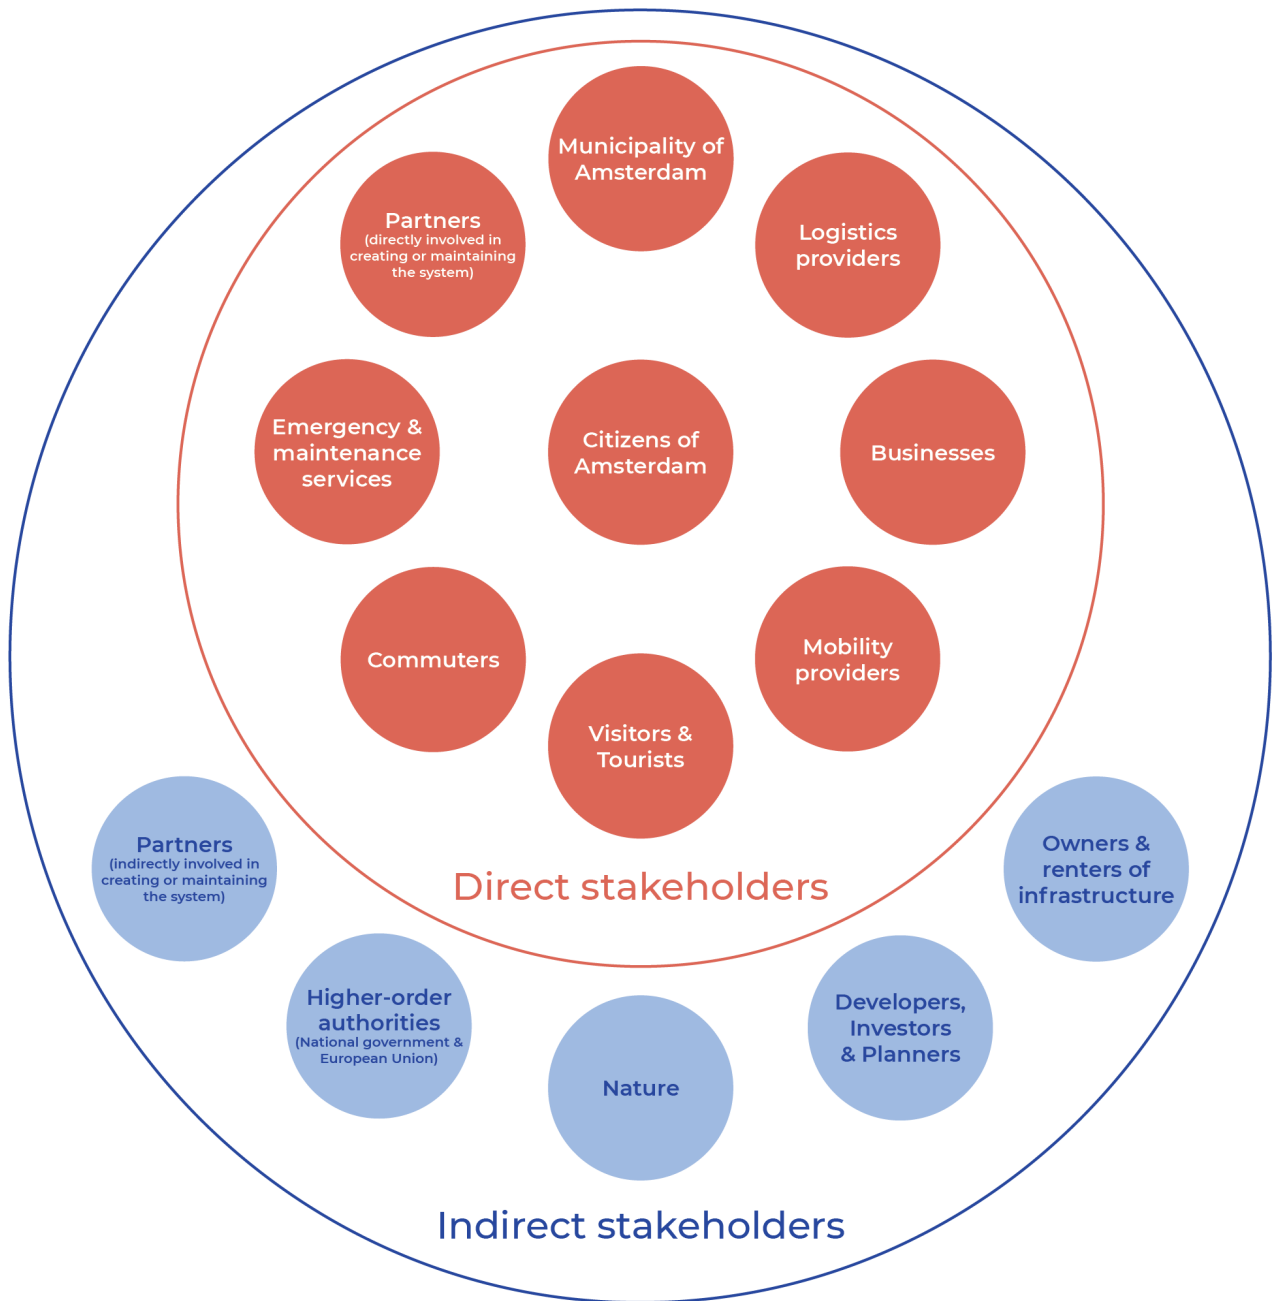 Municipality of
Amsterdam
Partners
(directly involved in
creating or maintaining
the system)
Logistics
providers
Emergency &
maintenance
services
Citizens of
Amsterdam
Businesses
Commuters
Mobility
providers
Visitors &
Tourists
Direct stakeholders
Partners
(indirectly involved in
creating or maintaining
the system)
Owners &
renters of
infrastructure
Higher-order
authorities
(National government &
European Union)
Developers,
Investors
& Planners
Nature
Indirect stakeholders